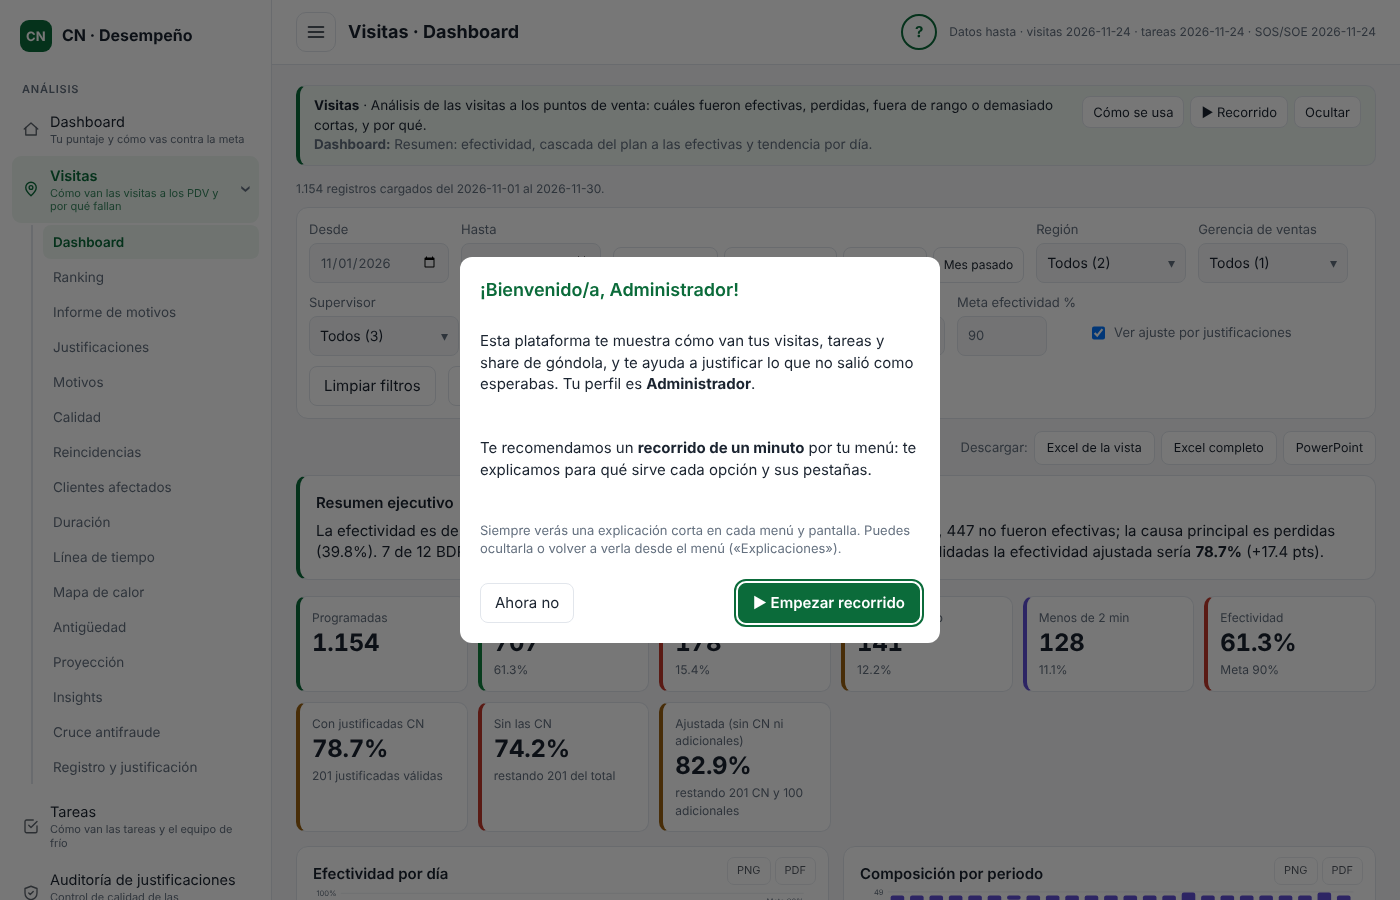 CN
CN · Desempeño
ANÁLISIS
Dashboard
Tu puntaje y cómo vas contra la meta
Visitas
Cómo van las visitas a los PDV y
por qué fallan
Dashboard
Ranking
Informe de motivos
Justificaciones
Motivos
Calidad
Reincidencias
Clientes afectados
Duración
Línea de tiempo
Mapa de calor
Antigüedad
Proyección
Insights
Cruce antifraude
Registro y justificación
Tareas
Cómo van las tareas y el equipo de
frío
Auditoría de justificaciones
Control de calidad de las
Visitas · Dashboard
?
Datos hasta · visitas 2026-11-24 · tareas 2026-11-24 · SOS/SOE 2026-11-24
Visitas · Análisis de las visitas a los puntos de venta: cuáles fueron efectivas, perdidas, fuera de rango o demasiado
cortas, y por qué.
Dashboard: Resumen: efectividad, cascada del plan a las efectivas y tendencia por día.
Cómo se usa
▶ Recorrido
Ocultar
1.154 registros cargados del 2026-11-01 al 2026-11-30.
Desde
11/01/2026
Hasta
Mes pasado
Región
Todos (2)
Gerencia de ventas
Todos (1)
Supervisor
Todos (3)
Meta efectividad %
90
Ver ajuste por justificaciones
Limpiar filtros
Descargar:
Excel de la vista
Excel completo
PowerPoint
¡Bienvenido/a, Administrador!
Esta plataforma te muestra cómo van tus visitas, tareas y
share de góndola, y te ayuda a justificar lo que no salió como
esperabas. Tu perfil es Administrador.
Te recomendamos un recorrido de un minuto por tu menú: te
explicamos para qué sirve cada opción y sus pestañas.
Siempre verás una explicación corta en cada menú y pantalla. Puedes
ocultarla o volver a verla desde el menú («Explicaciones»).
Ahora no
▶ Empezar recorrido
Resumen ejecutivo
La efectividad es de , 447 no fueron efectivas; la causa principal es perdidas
(39.8%). 7 de 12 la efectividad ajustada sería 78.7% (+17.4 pts).
Programadas
1.154
707
61.3%
178
15.4%
141
12.2%
Menos de 2 min
128
11.1%
Efectividad
61.3%
Meta 90%
Con justificadas CN
78.7%
201 justificadas válidas
Sin las CN
74.2%
restando 201 del total
Ajustada (sin CN ni
adicionales)
82.9%
restando 201 CN y 100
adicionales
Efectividad por día
PNG
PDF
100%
Composición por periodo
PNG
PDF
49